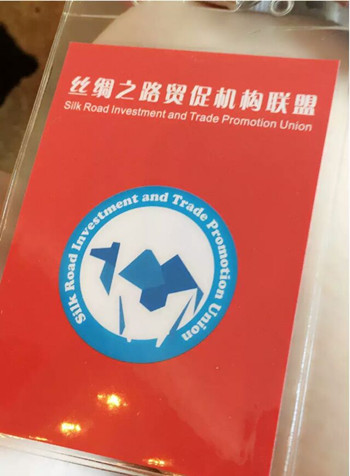 丝绸之路贸促机构联盟
Silk Road Investment and Trade Promotion Union
Silk Road Investment and Trade Promotion Union